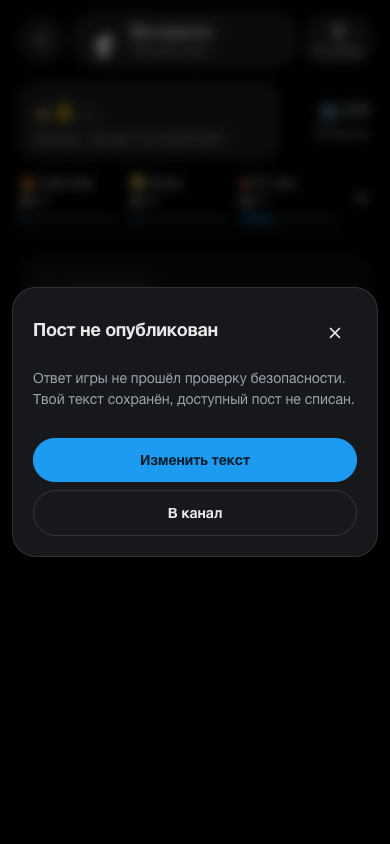 Пост не опубликован
Ответ игры не прошёл проверку безопасности.
Твой текст сохранён, доступный пост не списан.
Изменить текст
В канал